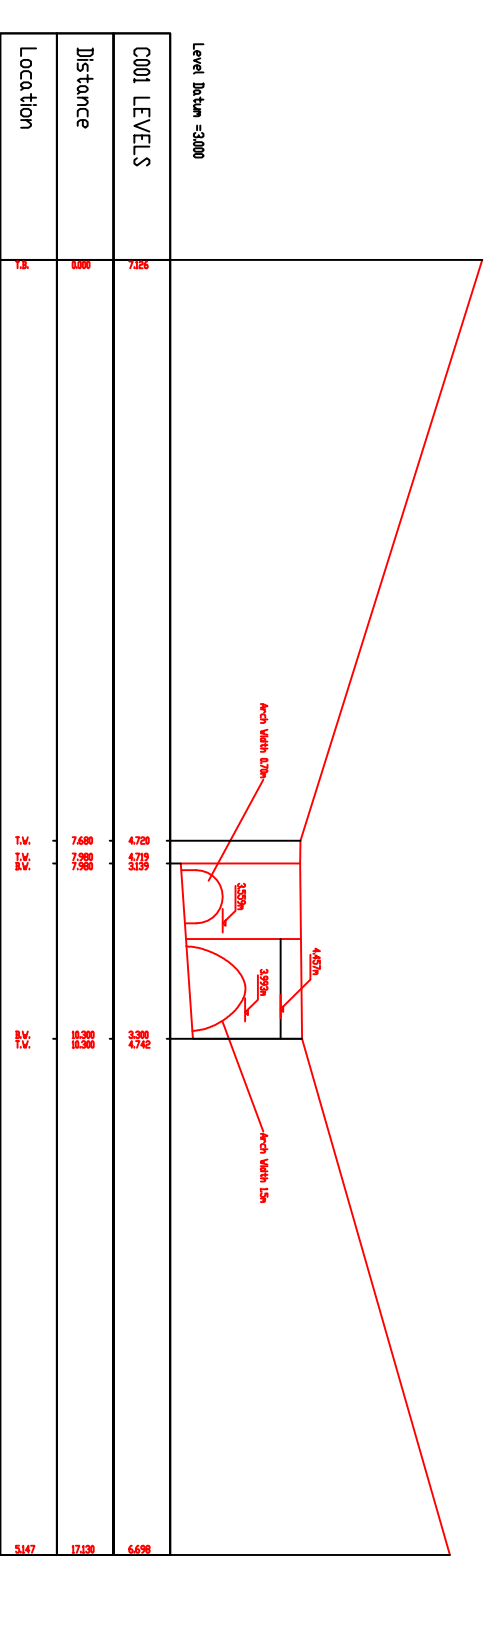 Level Datum =3.000
Arch Width 0.70m
3.559m
4.457m
3.993m
Arch Width 1.5m
C001 LEVELS 7.126 4.720 4.719 3.139 3.300 4.742 6.698
Distance 0.000 7.680 7.980 7.980 10.300 10.300 17.130
Location T.B. T.W. T.W. B.W. B.W. T.W. 5.147